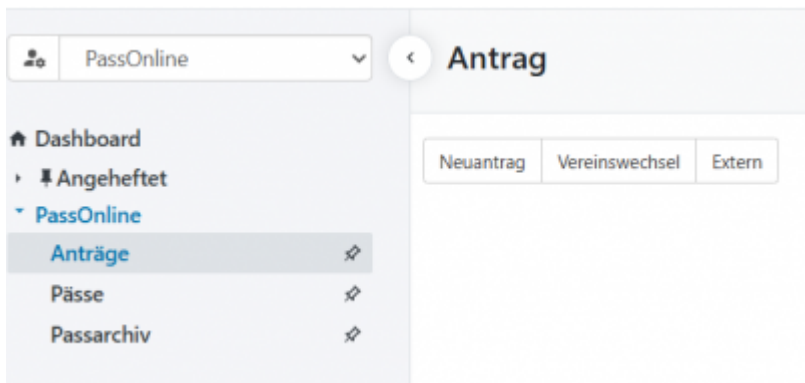 PassOnline
Antrag
Dashboard
Angeheftet
Neuantrag Vereinswechsel Extern
PassOnline
Anträge
Pässe
Passarchiv